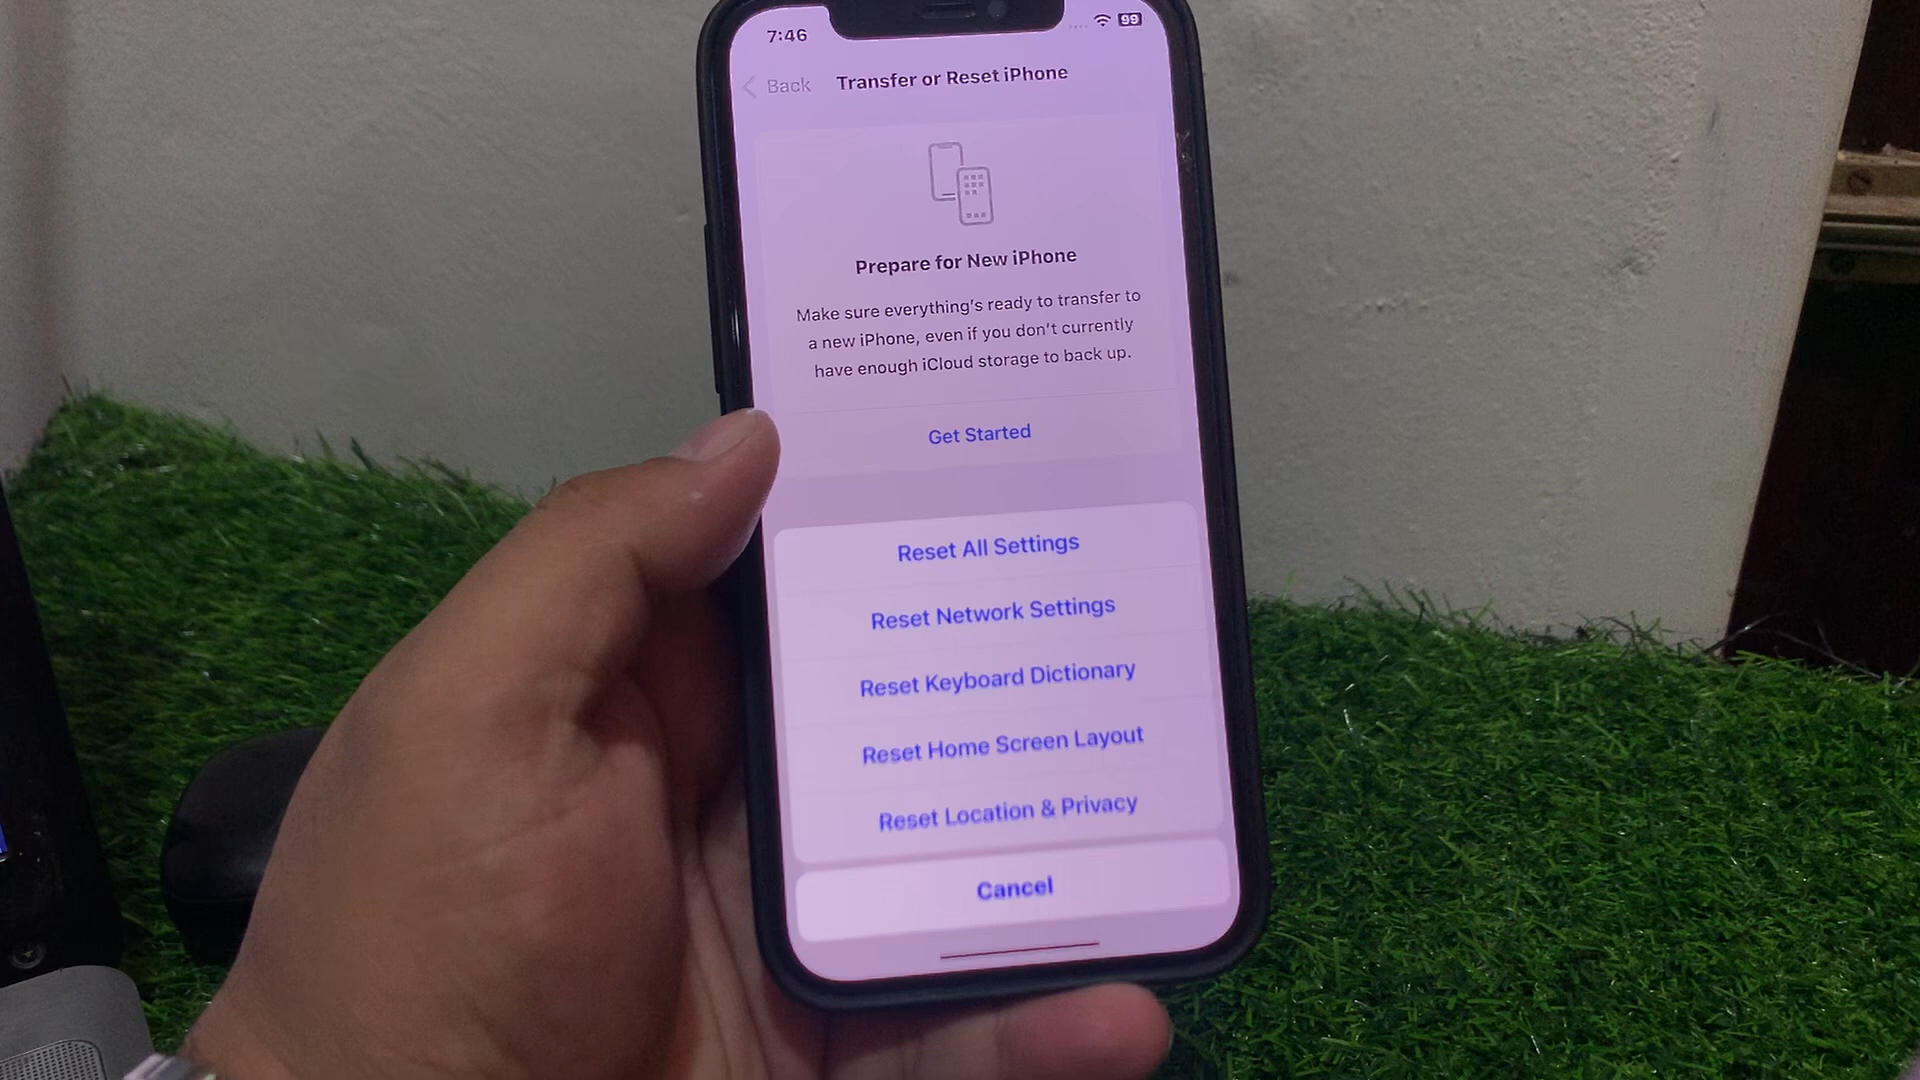 7:46
99
Back
Transfer or Reset iPhone
Prepare for New iPhone
Make sure everything's ready to transfer to
a new iPhone, even if you don't currently
have enough iCloud storage to back up.
Get Started
Reset All Settings
Reset Network Settings
Reset Keyboard Dictionary
Reset Home Screen Layout
Reset Location & Privacy
Cancel